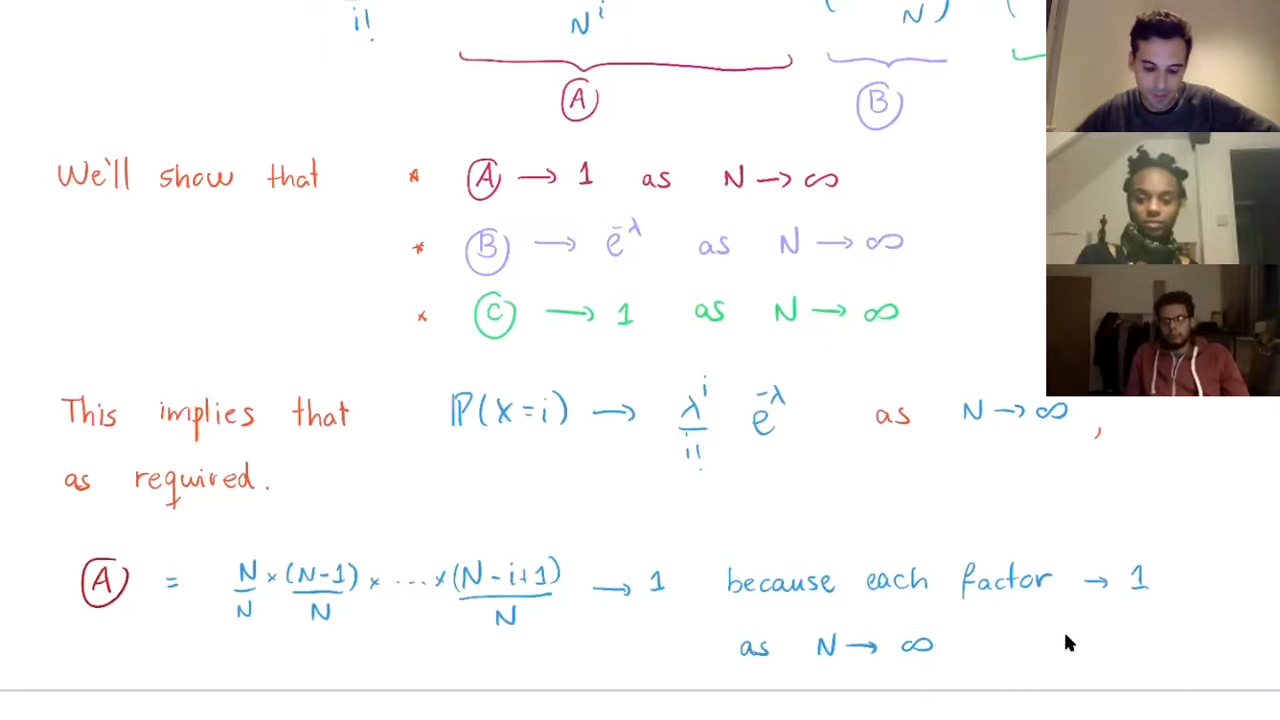 i! N^i N
A B
We'll show that * A → 1 as N → ∞
* B → e^-λ as N → ∞
* C → 1 as N → ∞
This implies that ℙ(X=i) → λ^i/i! e^-λ as N → ∞,
as required.
A = N/N × (N-1)/N × ... × (N-i+1)/N → 1 because each factor → 1
as N → ∞